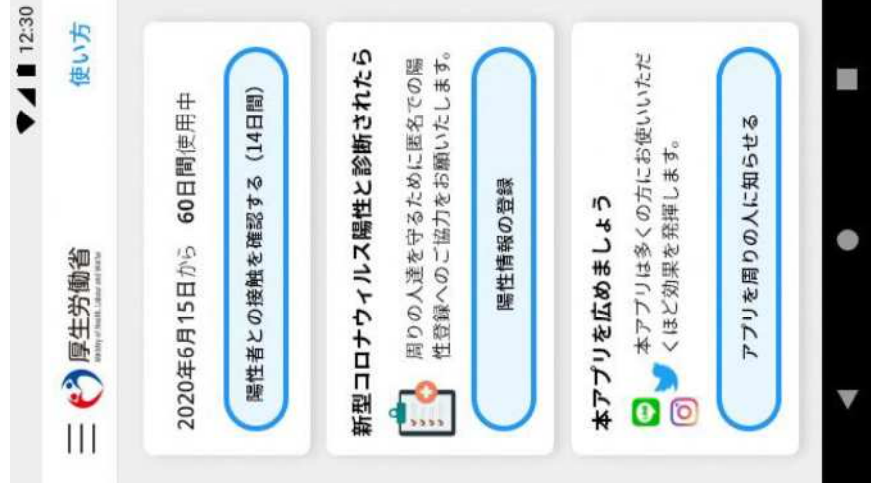 12:30
厚生労働省
Ministry of Health, Labour and Welfare
使い方
2020年6月15日から 60日間使用中
陽性者との接触を確認する（14日間）
新型コロナウィルス陽性と診断されたら
周りの人達を守るために匿名での陽
性登録へのご協力をお願いいたします。
陽性情報の登録
本アプリを広めましょう
本アプリは多くの方にお使いいただ
くほど効果を発揮します。
LINE
アプリを周りの人に知らせる